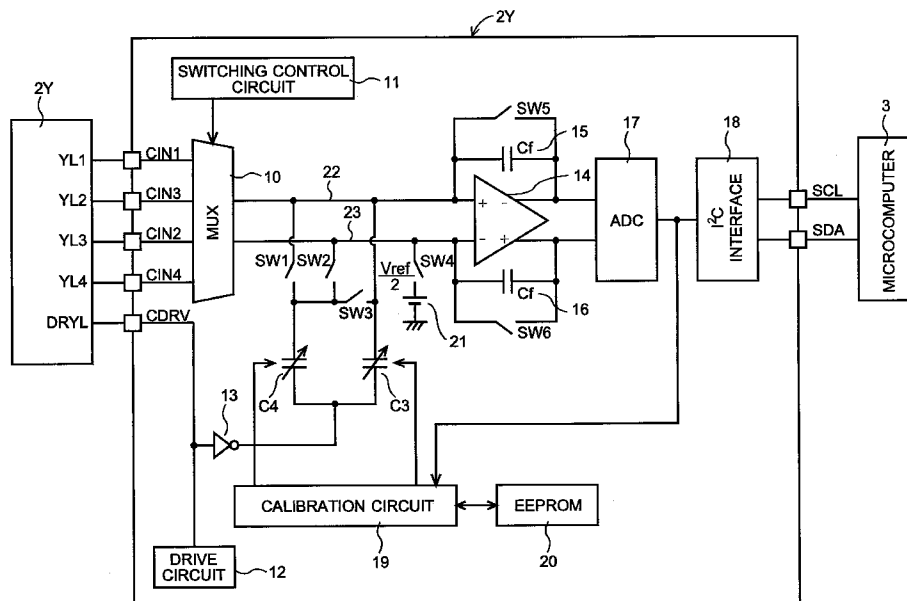 2Y
SWITCHING CONTROL
CIRCUIT
11
2Y
YL1
YL2
YL3
YL4
DRYL
CIN1
CIN3
CIN2
CIN4
CDRV
MUX
10
22
23
SW1
SW2
SW3
SW4
Vref
2
21
SW5
15
Cf
14
+
-
-
+
Cf
16
SW6
17
ADC
18
I²C
INTERFACE
SCL
SDA
3
MICROCOMPUTER
C4
C3
13
CALIBRATION CIRCUIT
19
EEPROM
20
DRIVE
CIRCUIT
12